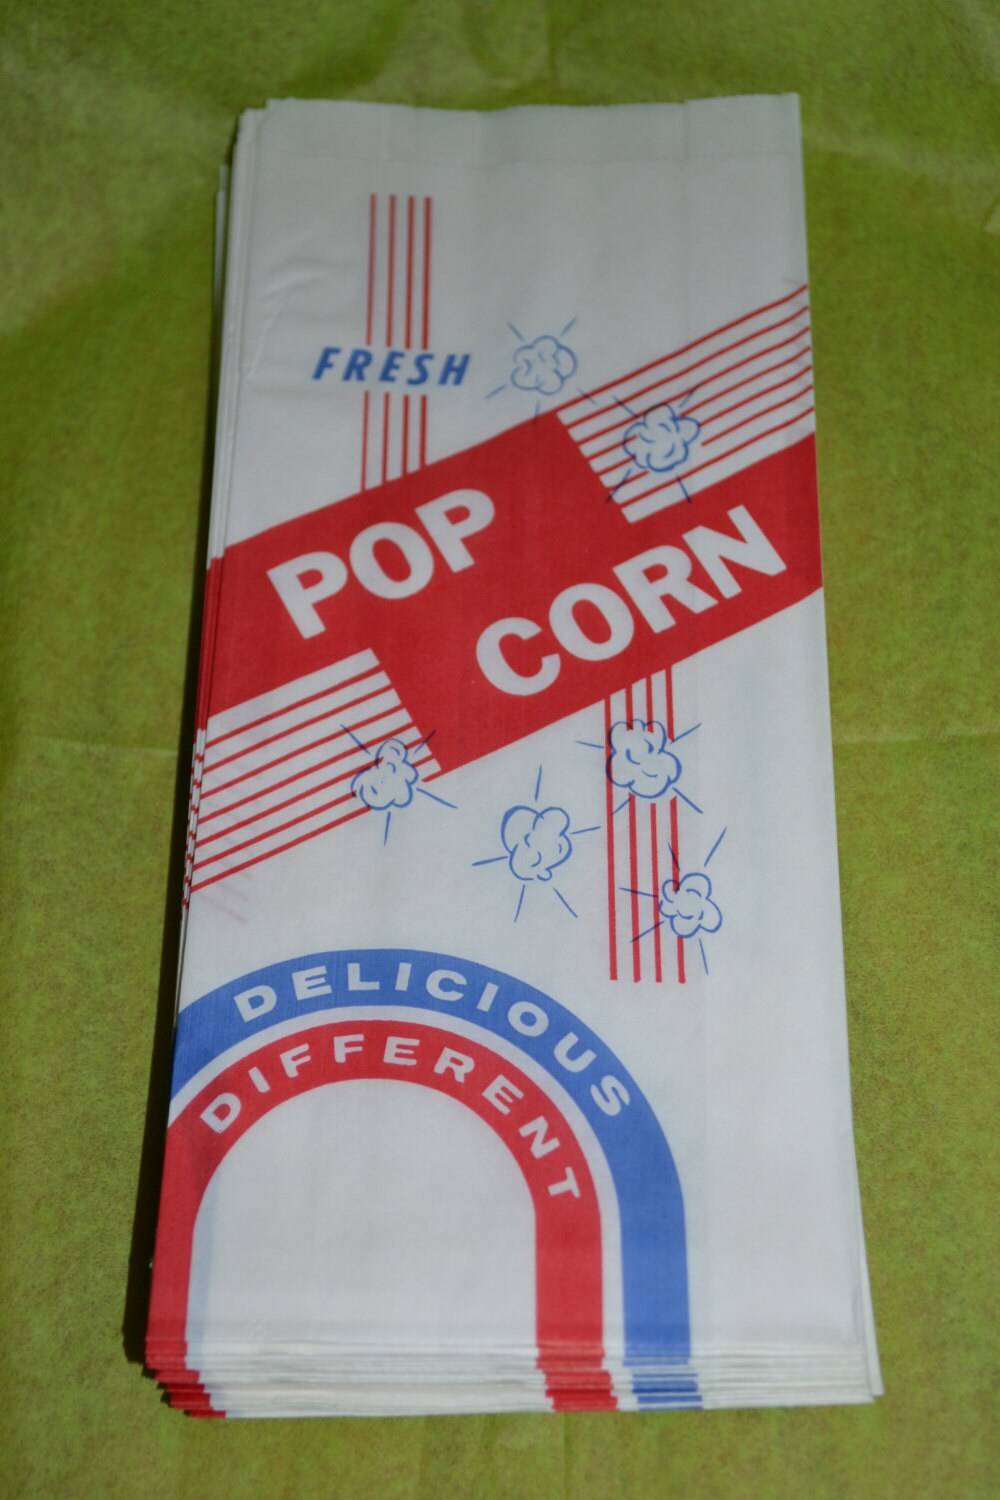 FRESH
POP
CORN
DELICIOUS
DIFFERENT